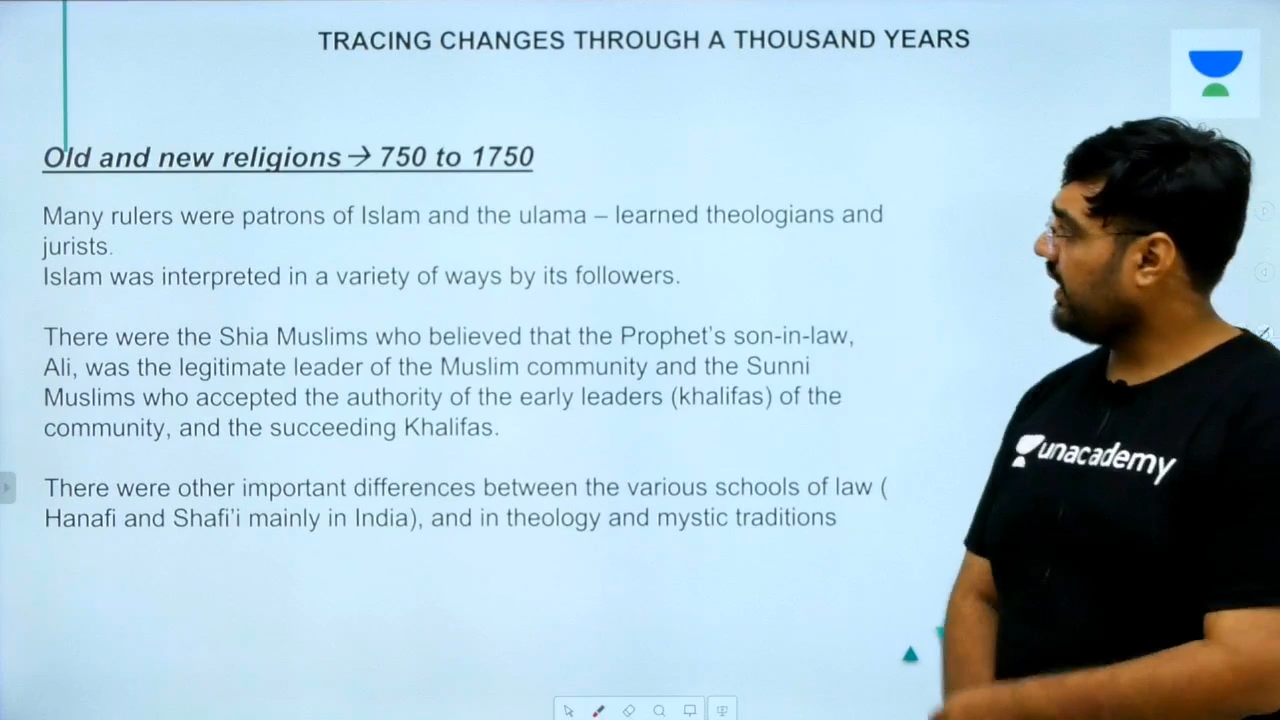 TRACING CHANGES THROUGH A THOUSAND YEARS
Old and new religions → 750 to 1750
Many rulers were patrons of Islam and the ulama – learned theologians and
jurists.
Islam was interpreted in a variety of ways by its followers.
There were the Shia Muslims who believed that the Prophet's son-in-law,
Ali, was the legitimate leader of the Muslim community and the Sunni
Muslims who accepted the authority of the early leaders (khalifas) of the
community, and the succeeding Khalifas.
There were other important differences between the various schools of law (
Hanafi and Shafi'i mainly in India), and in theology and mystic traditions
unacademy